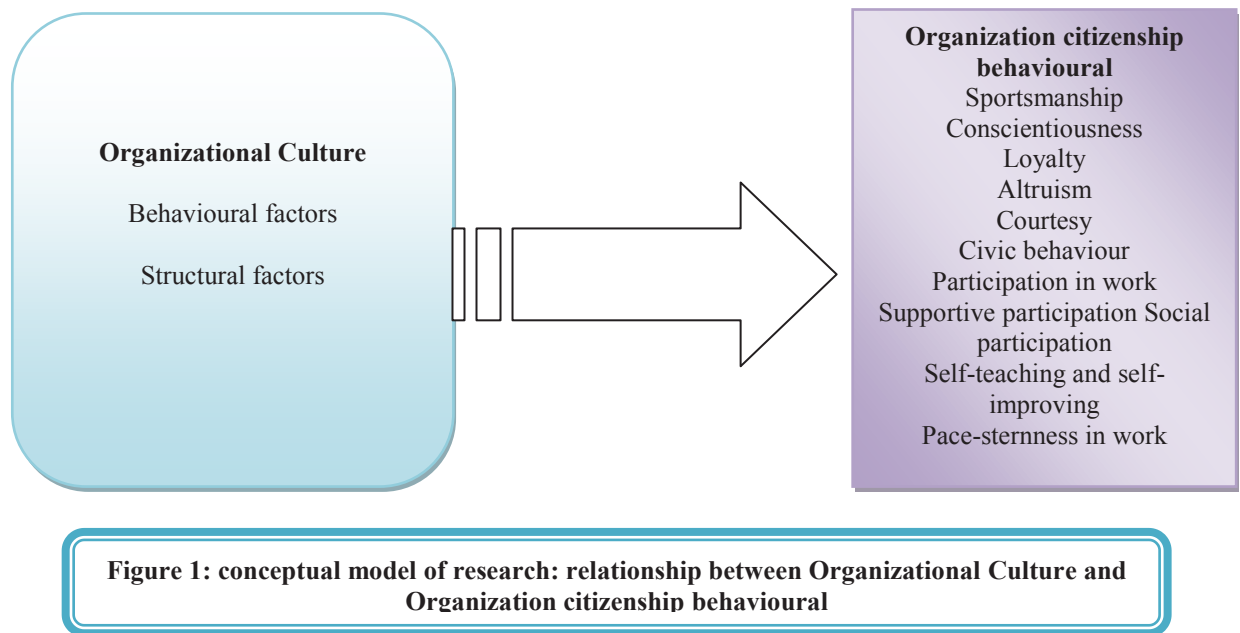 Organizational Culture
Behavioural factors
Structural factors
Organization citizenship
behavioural
Sportsmanship
Conscientiousness
Loyalty
Altruism
Courtesy
Civic behaviour
Participation in work
Supportive participation Social
participation
Self-teaching and self-
improving
Pace-sternness in work
Figure 1: conceptual model of research: relationship between Organizational Culture and
Organization citizenship behavioural